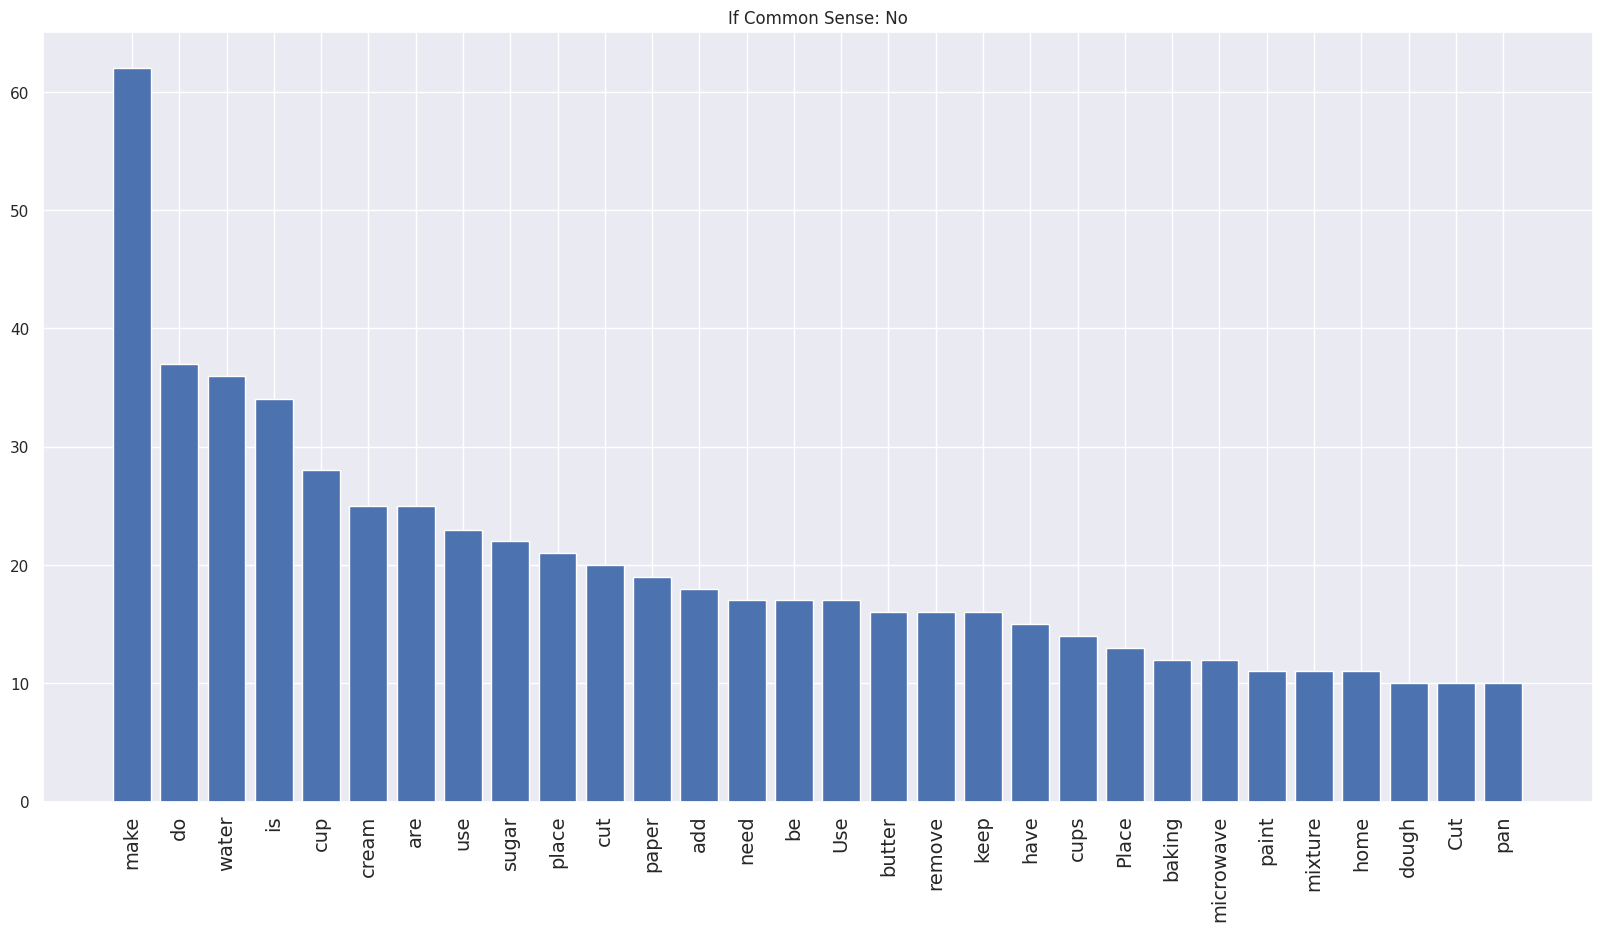 If Common Sense: No
60
50
40
30
20
10
0
make
do
water
is
cup
cream
are
use
sugar
place
cut
paper
add
need
be
Use
butter
remove
keep
have
cups
Place
baking
microwave
paint
mixture
home
dough
Cut
pan